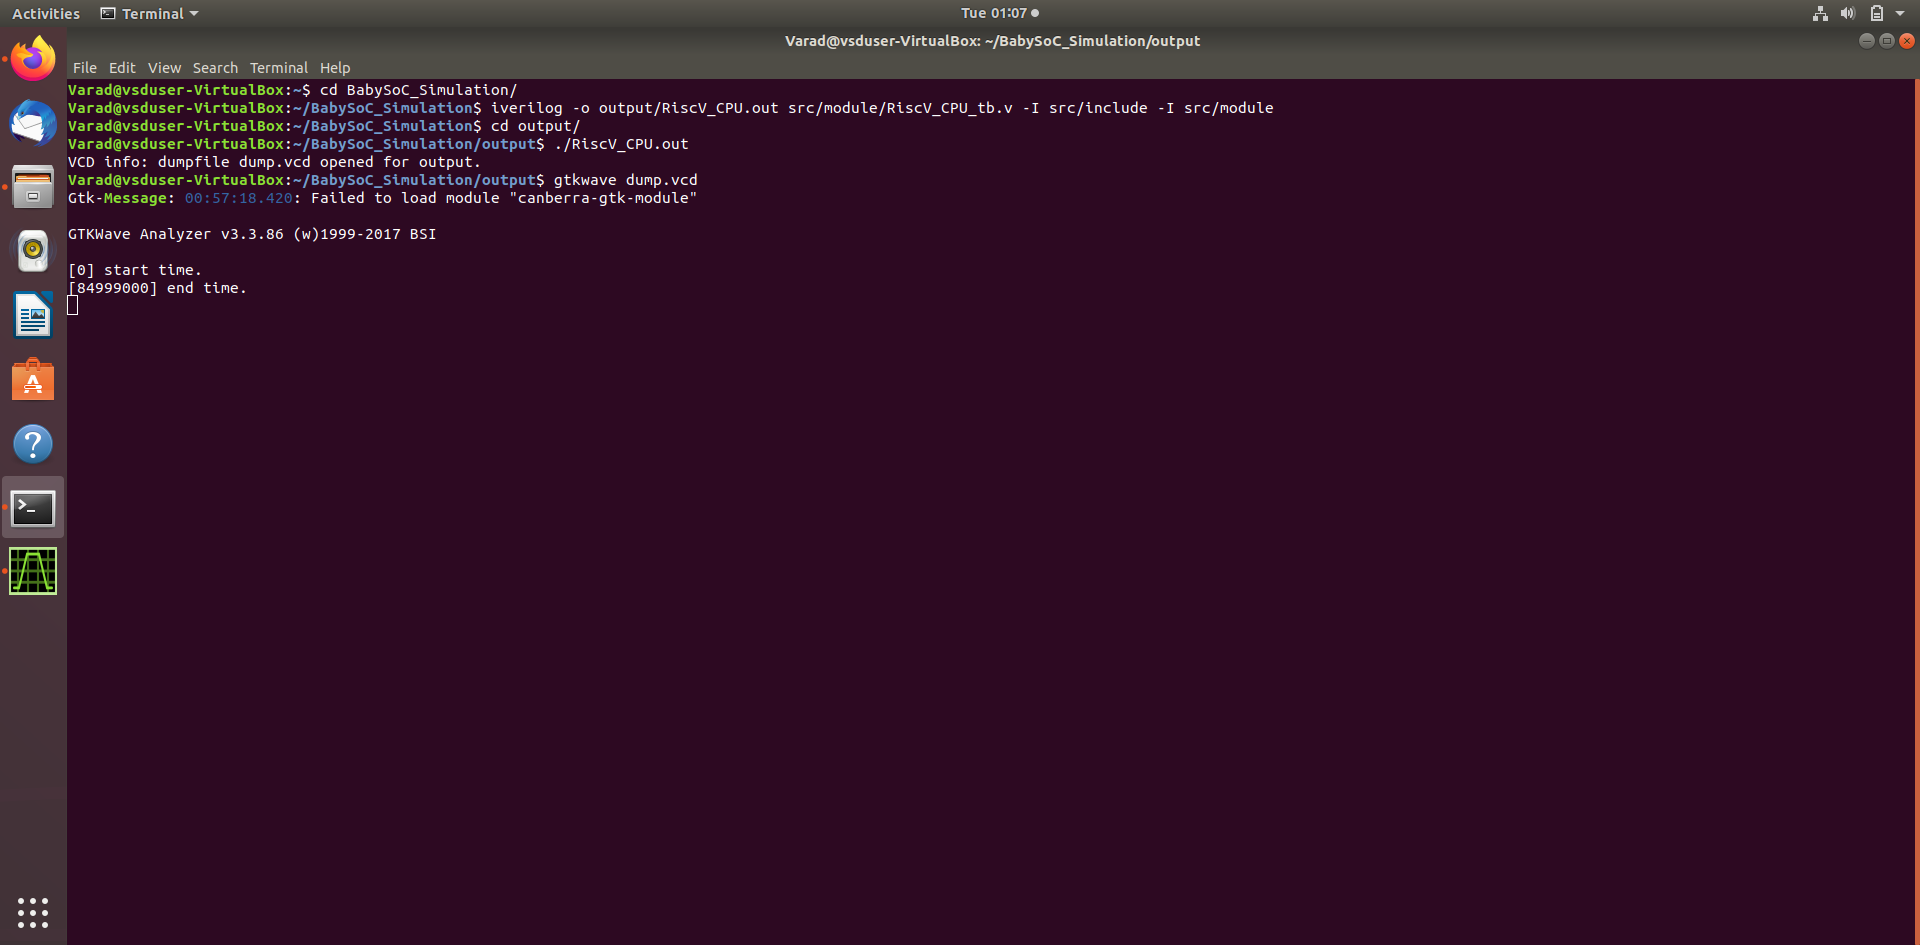 Activities Terminal Tue 01:07
Varad@vsduser-VirtualBox: ~/BabySoC_Simulation/output
File Edit View Search Terminal Help
Varad@vsduser-VirtualBox:~$ cd BabySoC_Simulation/
Varad@vsduser-VirtualBox:~/BabySoC_Simulation$ iverilog -o output/RiscV_CPU.out src/module/RiscV_CPU_tb.v -I src/include -I src/module
Varad@vsduser-VirtualBox:~/BabySoC_Simulation$ cd output/
Varad@vsduser-VirtualBox:~/BabySoC_Simulation/output$ ./RiscV_CPU.out
VCD info: dumpfile dump.vcd opened for output.
Varad@vsduser-VirtualBox:~/BabySoC_Simulation/output$ gtkwave dump.vcd
Gtk-Message: 00:57:18.420: Failed to load module "canberra-gtk-module"
GTKWave Analyzer v3.3.86 (w)1999-2017 BSI
[0] start time.
[84999000] end time.